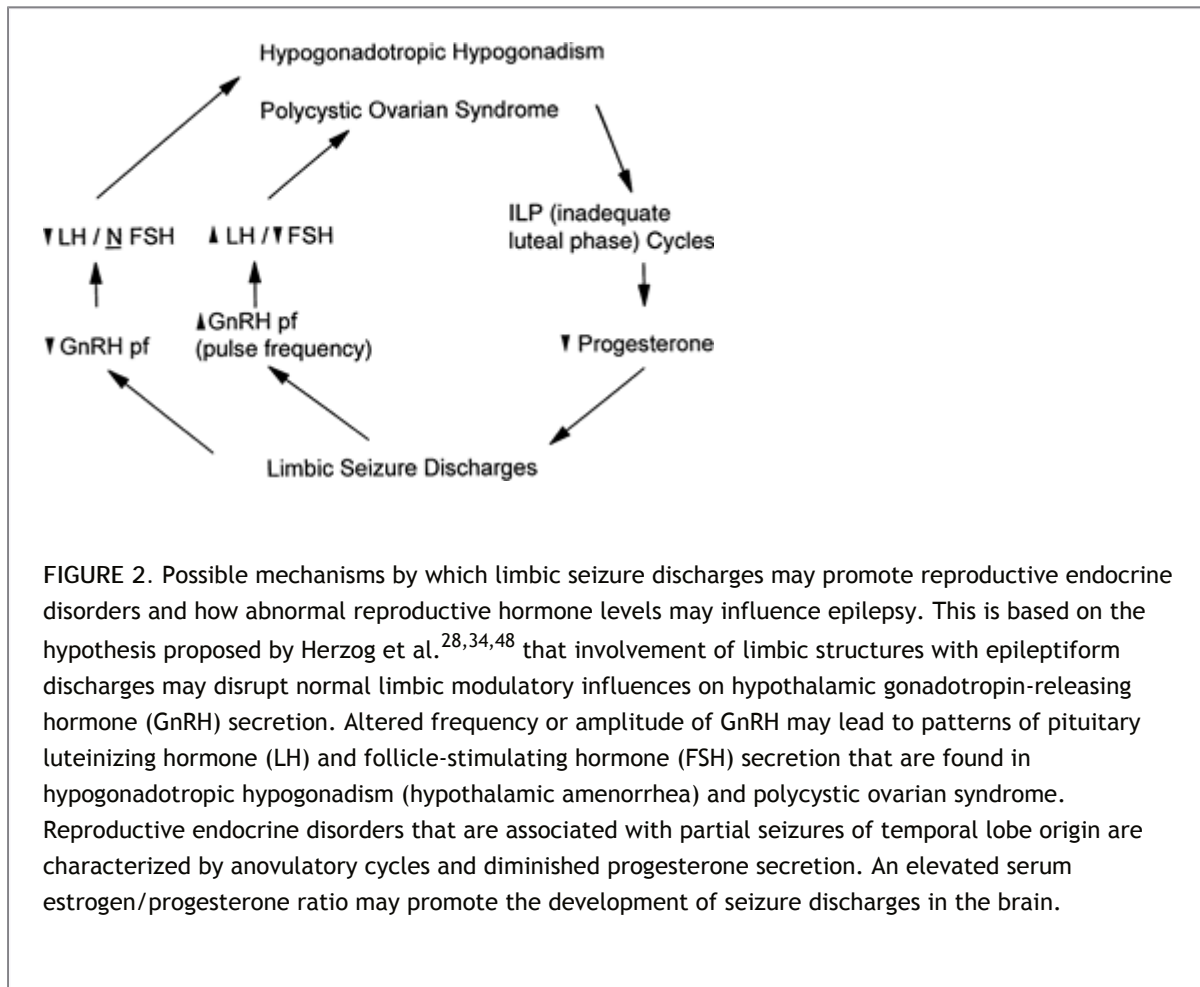 Hypogonadotropic Hypogonadism
Polycystic Ovarian Syndrome
ILP (inadequate
luteal phase) Cycles
▼LH / N FSH
▲ LH /▼FSH
▼ GnRH pf
▲GnRH pf
(pulse frequency)
▼ Progesterone
Limbic Seizure Discharges
FIGURE 2. Possible mechanisms by which limbic seizure discharges may promote reproductive endocrine
disorders and how abnormal reproductive hormone levels may influence epilepsy. This is based on the
hypothesis proposed by Herzog et al.28,34,48 that involvement of limbic structures with epileptiform
discharges may disrupt normal limbic modulatory influences on hypothalamic gonadotropin-releasing
hormone (GnRH) secretion. Altered frequency or amplitude of GnRH may lead to patterns of pituitary
luteinizing hormone (LH) and follicle-stimulating hormone (FSH) secretion that are found in
hypogonadotropic hypogonadism (hypothalamic amenorrhea) and polycystic ovarian syndrome.
Reproductive endocrine disorders that are associated with partial seizures of temporal lobe origin are
characterized by anovulatory cycles and diminished progesterone secretion. An elevated serum
estrogen/progesterone ratio may promote the development of seizure discharges in the brain.